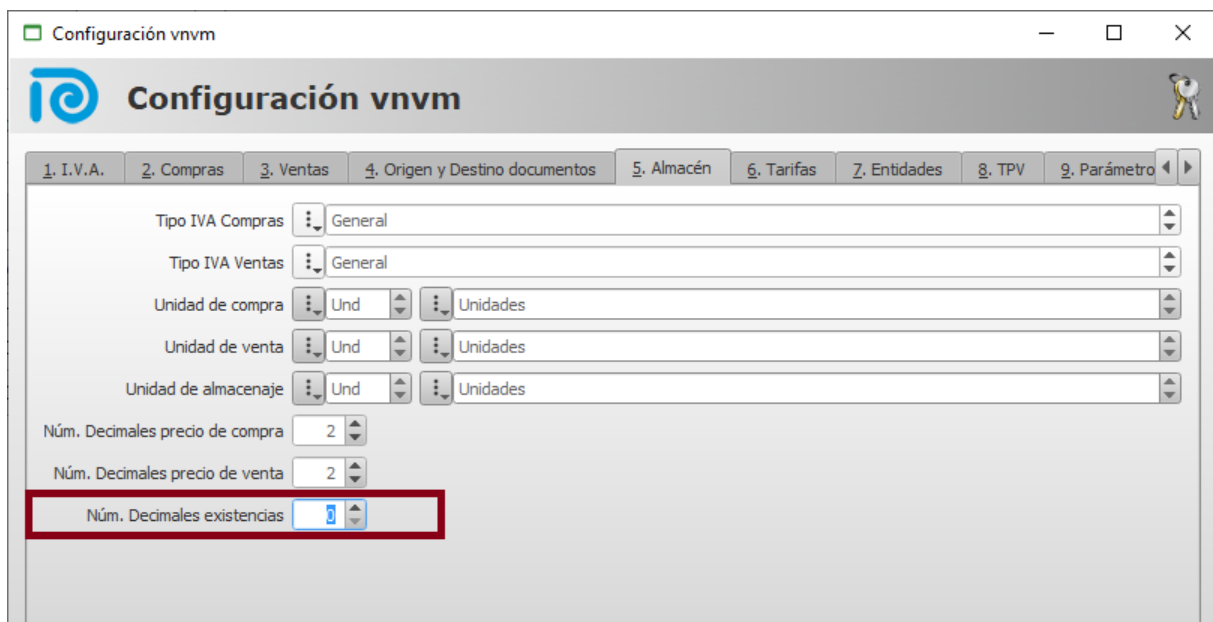 Configuración vnvm
Configuración vnvm
1. I.V.A. 2. Compras 3. Ventas 4. Origen y Destino documentos 5. Almacén 6. Tarifas 7. Entidades 8. TPV 9. Parámetro
Tipo IVA Compras General
Tipo IVA Ventas General
Unidad de compra Und Unidades
Unidad de venta Und Unidades
Unidad de almacenaje Und Unidades
Núm. Decimales precio de compra 2
Núm. Decimales precio de venta 2
Núm. Decimales existencias 0